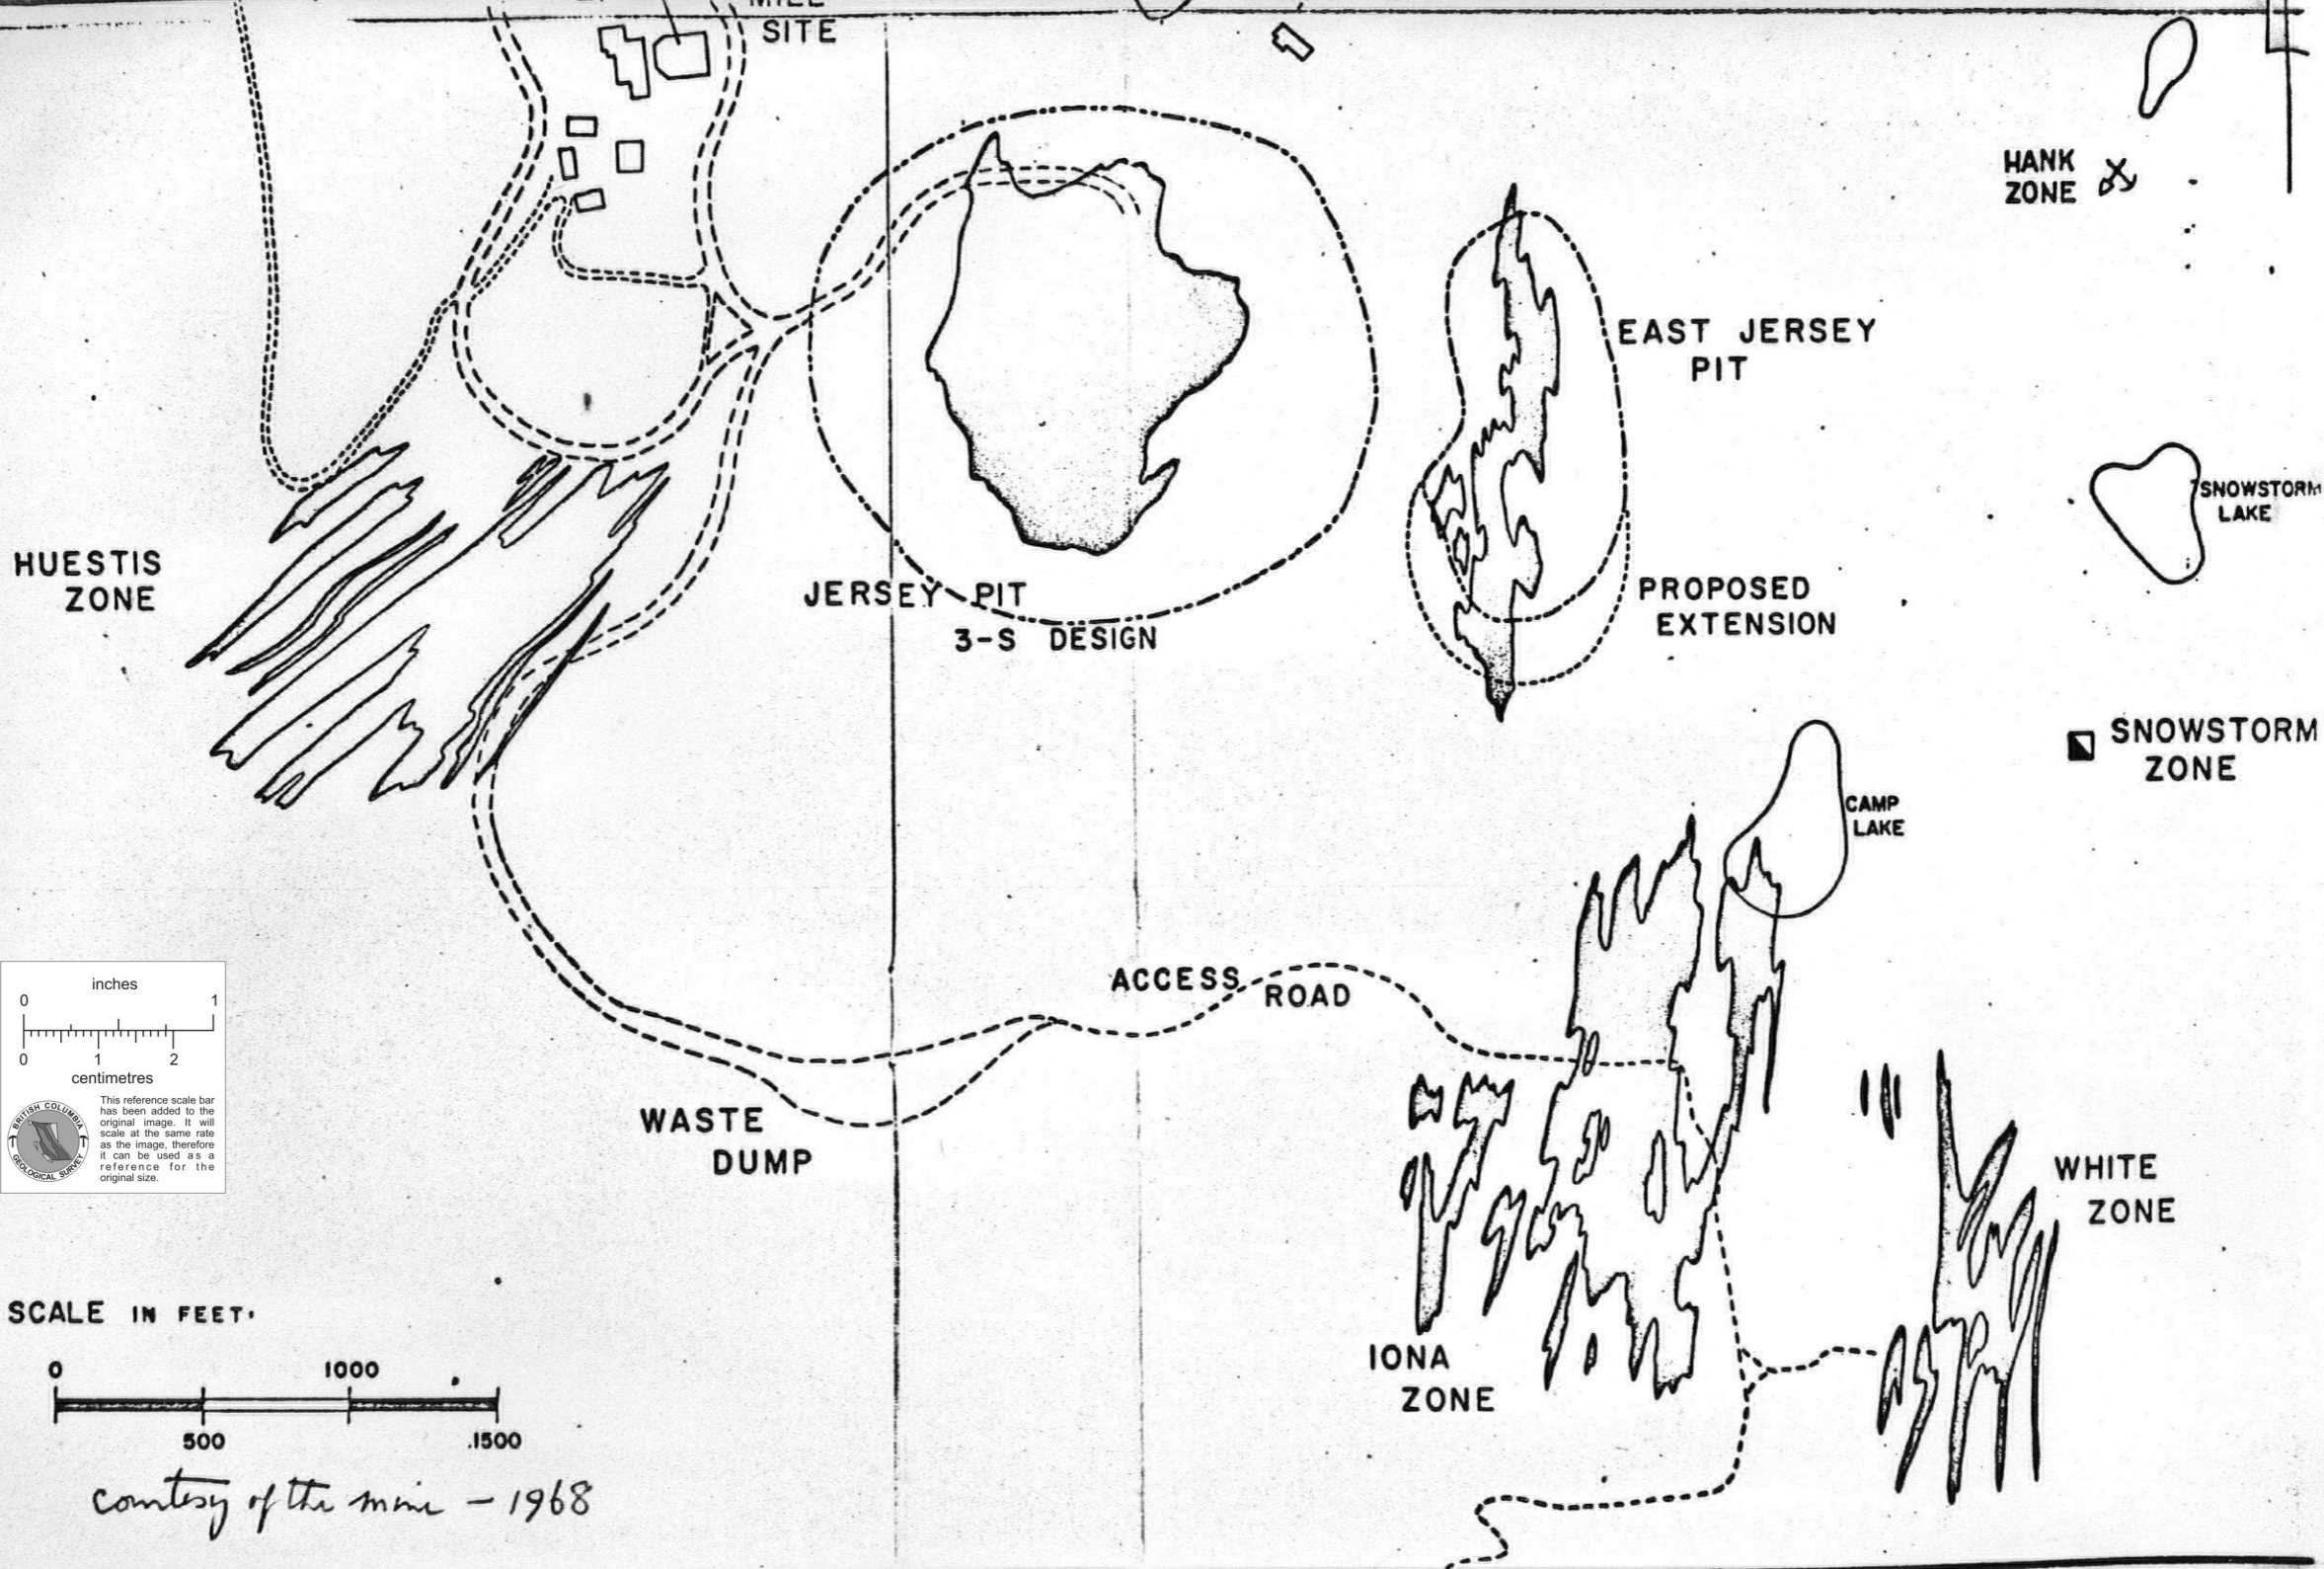 MILL
SITE
HANK
ZONE
EAST JERSEY
PIT
SNOWSTORM
LAKE
HUESTIS
ZONE
JERSEY PIT
3-S DESIGN
PROPOSED
EXTENSION
SNOWSTORM
ZONE
CAMP
LAKE
ACCESS
ROAD
inches
0 1
0 1 2
centimetres
This reference scale bar
has been added to the
original image. It will
scale at the same rate
as the image, therefore
it can be used as a
reference for the
original size.
BRITISH COLUMBIA
GEOLOGICAL SURVEY
WASTE
DUMP
WHITE
ZONE
IONA
ZONE
SCALE IN FEET.
0 1000
500 1500
courtesy of the mine - 1968